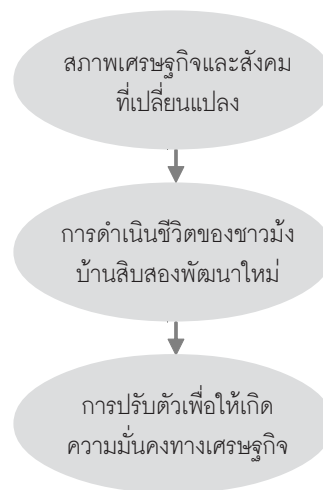 สภาพเศรษฐกิจและสังคม
ที่เปลี่ยนแปลง
การดำเนินชีวิตของชาวม้ง
บ้านสิบสองพัฒนาใหม่
การปรับตัวเพื่อให้เกิด
ความมั่นคงทางเศรษฐกิจ